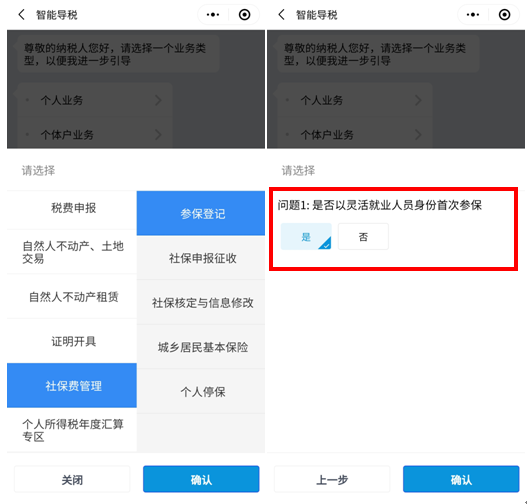 智能导税
尊敬的纳税人您好，请选择一个业务类
型，以便我进一步引导
个人业务
个体户业务
请选择
税费申报
自然人不动产、土地
交易
自然人不动产租赁
证明开具
社保费管理
个人所得税年度汇算
专区
参保登记
社保申报征收
社保核定与信息修改
城乡居民基本保险
个人停保
关闭
确认
智能导税
尊敬的纳税人您好，请选择一个业务类
型，以便我进一步引导
个人业务
个体户业务
请选择
问题1: 是否以灵活就业人员身份首次参保
是
否
上一步
确认